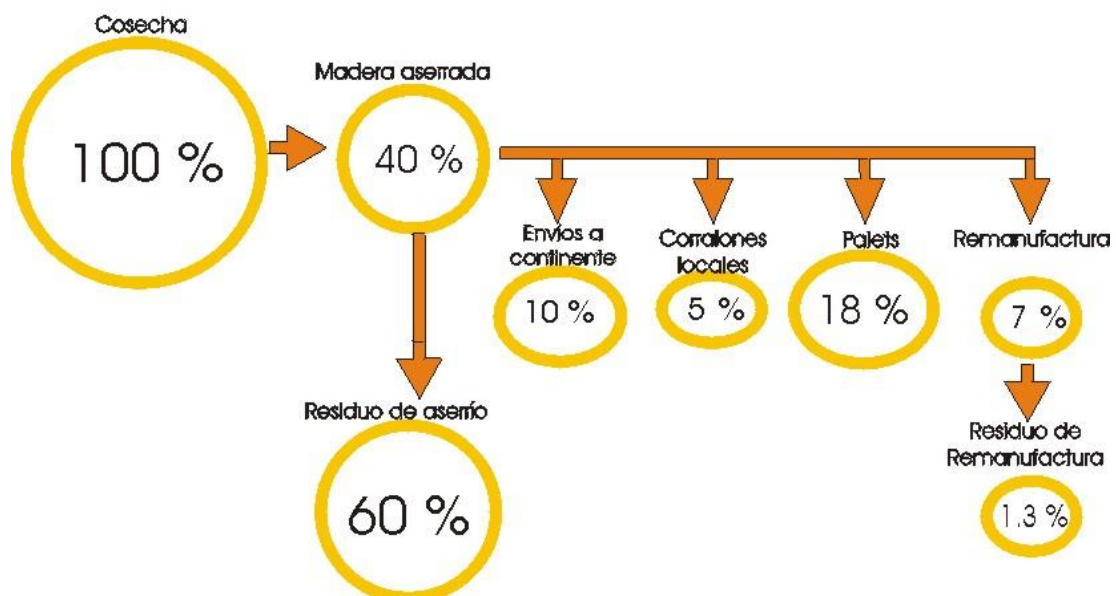 Cosecha
100 %
Madera aserrada
40 %
Envíos a
continente
10 %
Corralones
locales
5 %
Palets
18 %
Remanufactura
7 %
Residuo de aserrío
60 %
Residuo de
Remanufactura
1.3 %